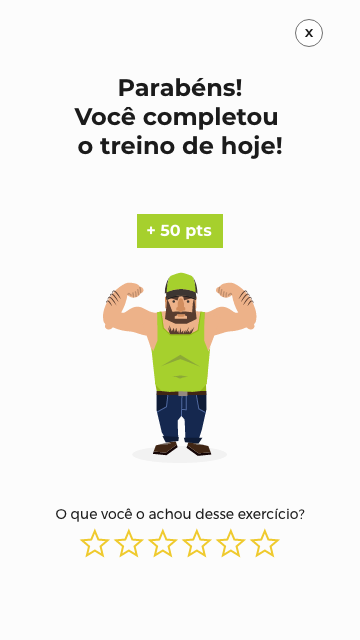 X
Parabéns!
Você completou
o treino de hoje!
+ 50 pts
O que você o achou desse exercício?